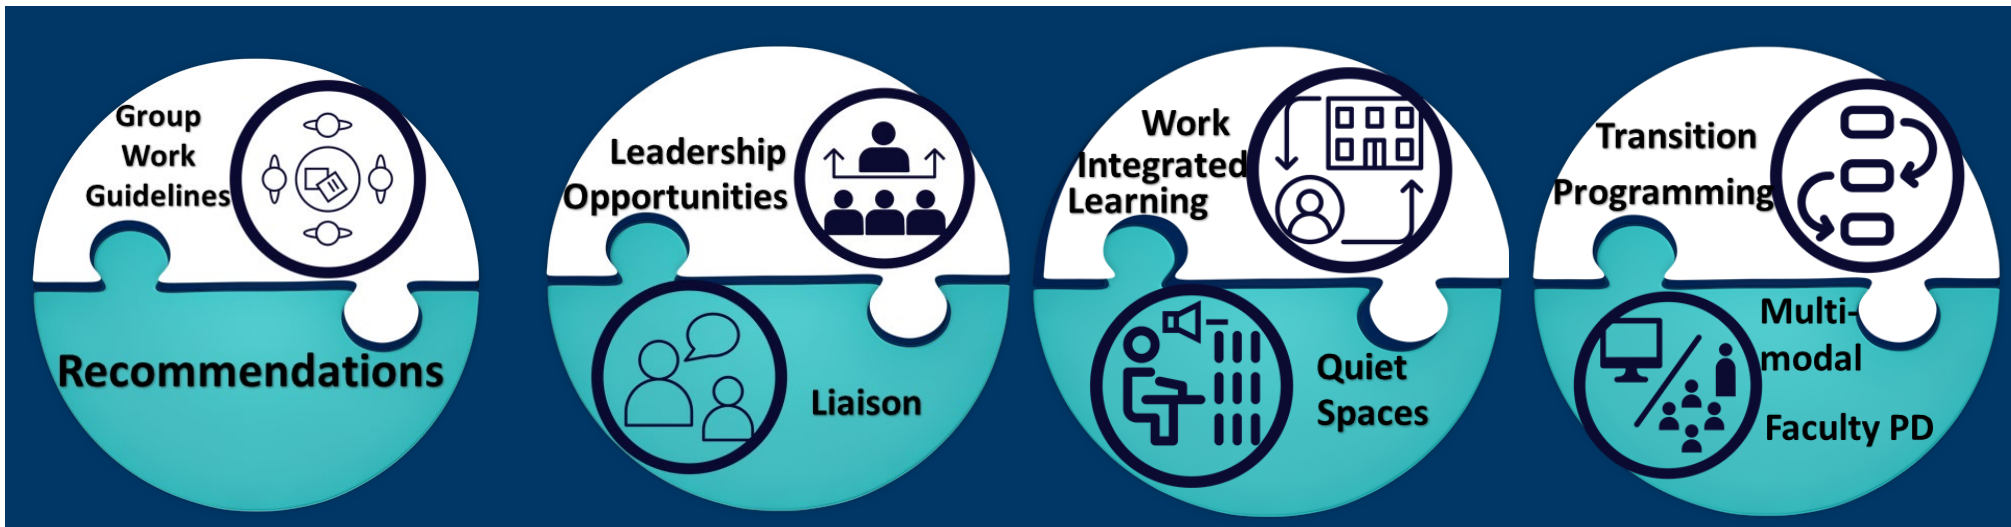 Group
Work
Guidelines
Recommendations
Leadership
Opportunities
Liaison
Work
Integrated
Learning
Quiet
Spaces
Transition
Programming
Multi-
modal
Faculty PD